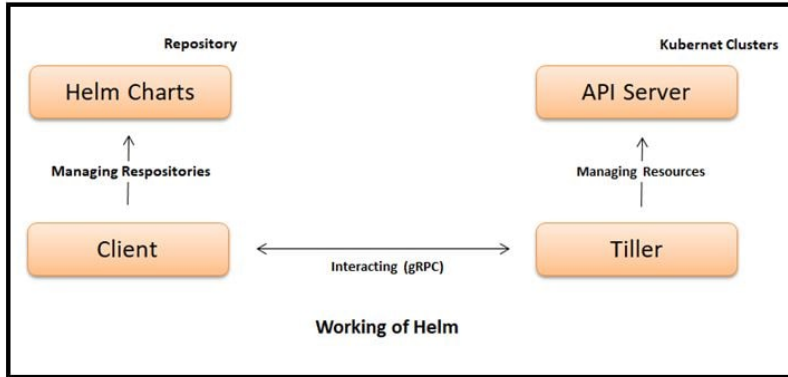 Repository
Kubernet Clusters
Helm Charts
API Server
Managing Respositories
Managing Resources
Client
Tiller
Interacting (gRPC)
Working of Helm